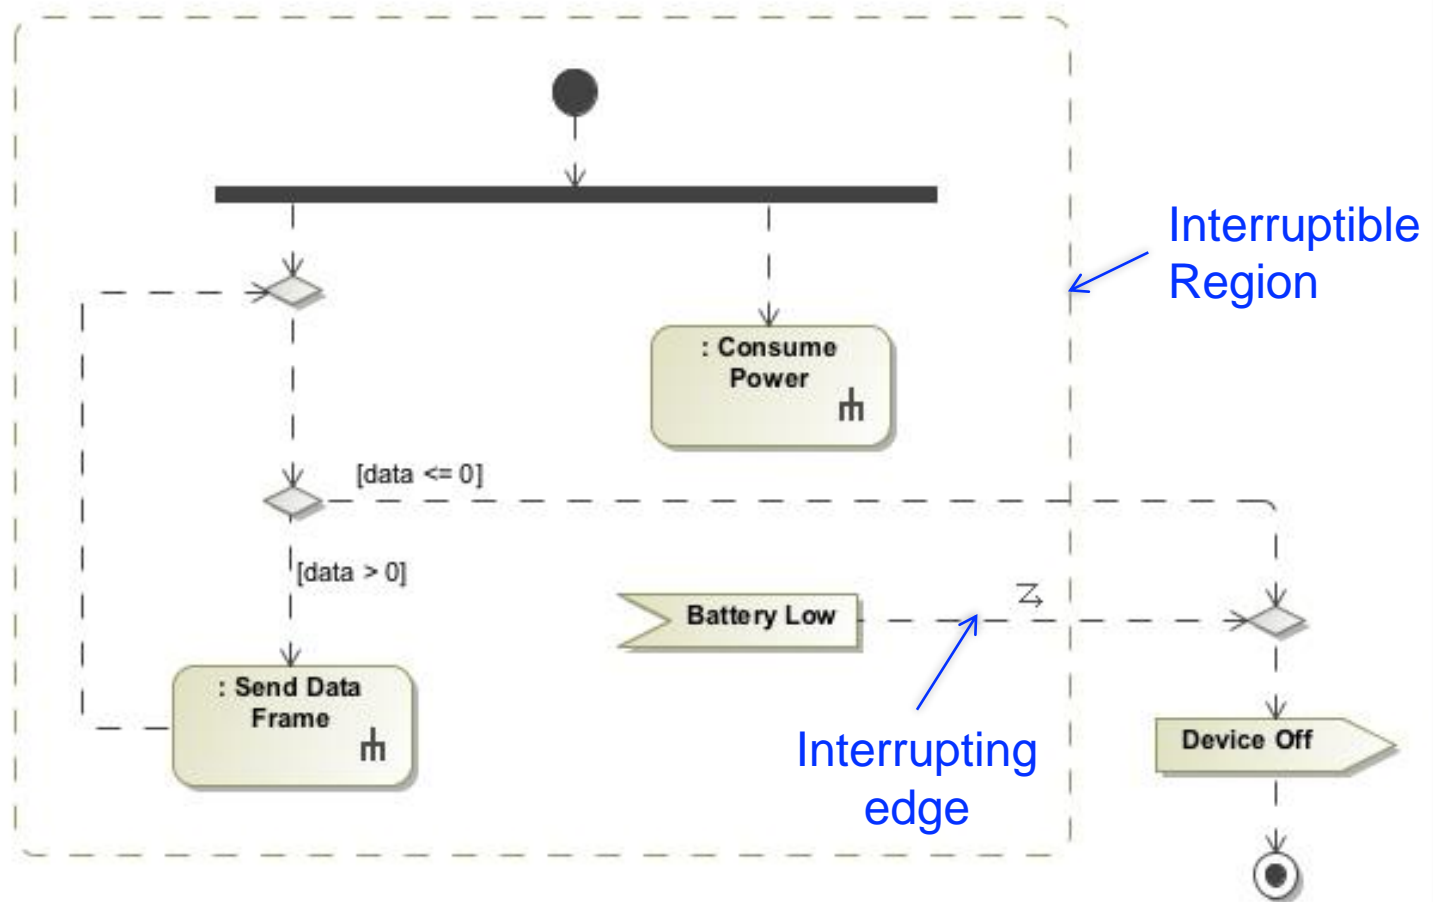 Interruptible
Region
: Consume
Power
[data <= 0]
[data > 0]
Battery Low
: Send Data
Frame
Interrupting
edge
Device Off